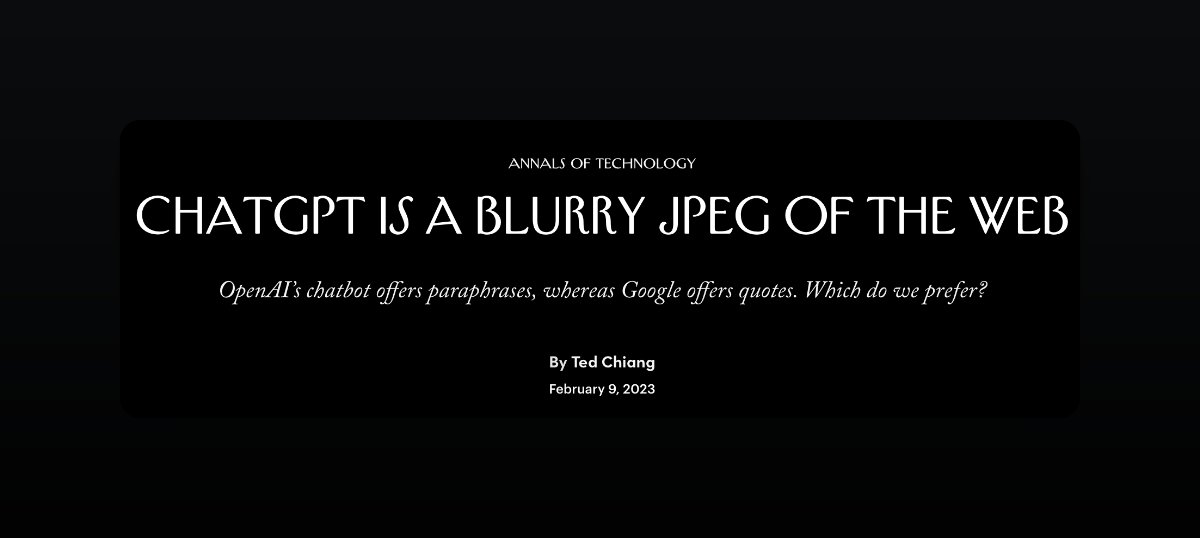 ANNALS OF TECHNOLOGY
CHATGPT IS A BLURRY JPEG OF THE WEB
OpenAI’s chatbot offers paraphrases, whereas Google offers quotes. Which do we prefer?
By Ted Chiang
February 9, 2023